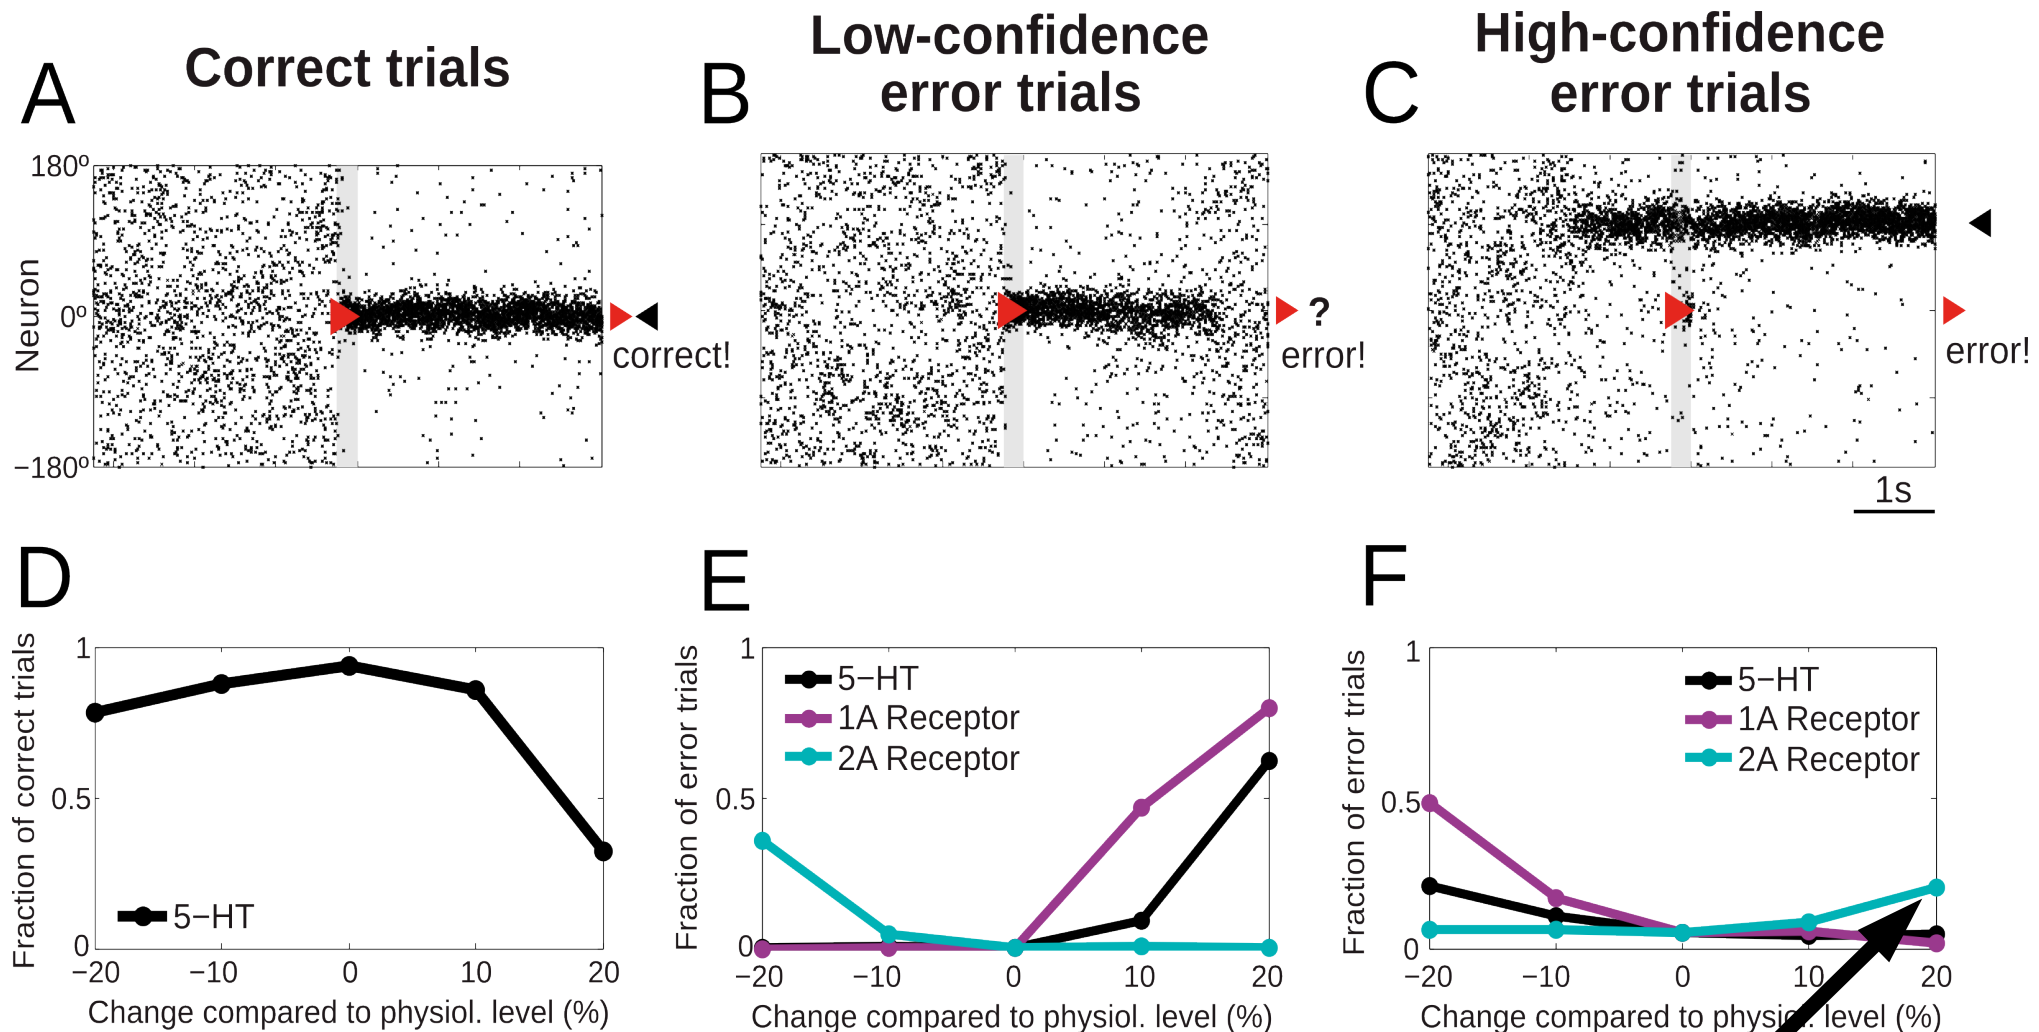 A
Correct trials
B
Low-confidence
error trials
C
High-confidence
error trials
180º
0º
−180º
Neuron
correct!
?
error!
error!
1s
D
1
0.5
0
Fraction of correct trials
5−HT
−20 −10 0 10 20
Change compared to physiol. level (%)
E
1
0.5
0
Fraction of error trials
5−HT
1A Receptor
2A Receptor
−20 −10 0 10 20
Change compared to physiol. level (%)
F
1
0.5
0
Fraction of error trials
5−HT
1A Receptor
2A Receptor
−20 −10 0 10 20
Change compared to physiol. level (%)